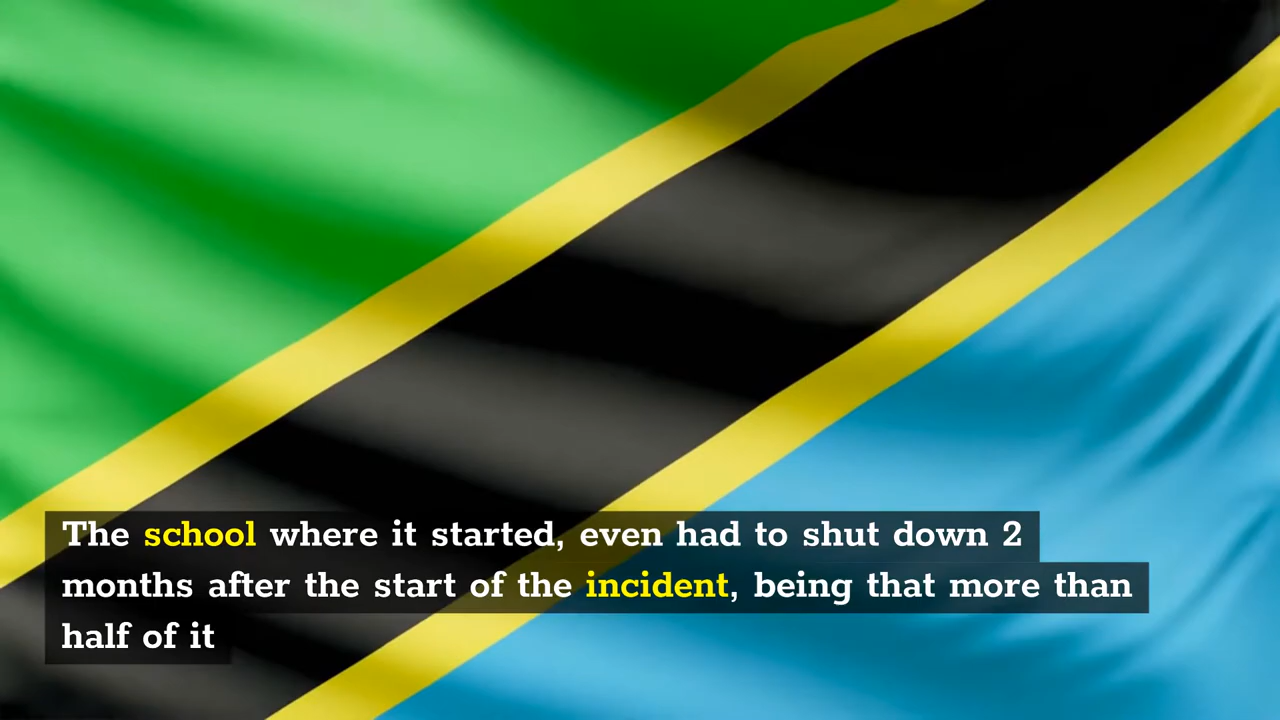 The school where it started, even had to shut down 2
months after the start of the incident, being that more than
half of it